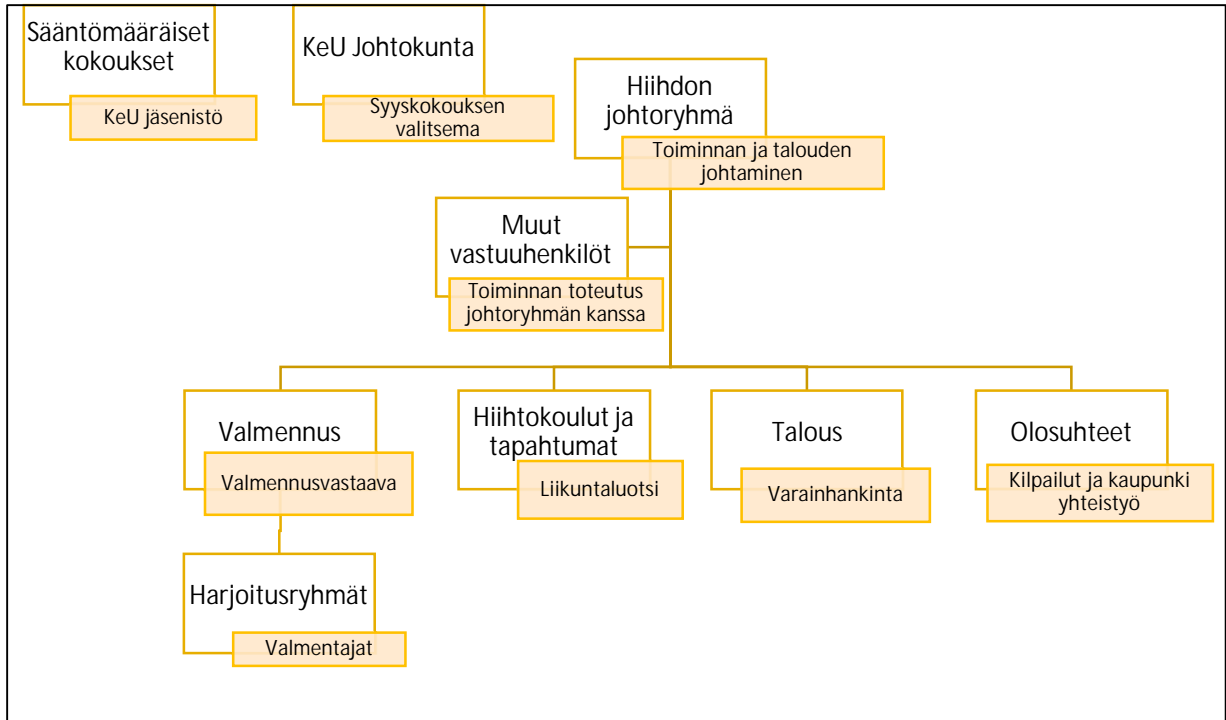 Sääntömääräiset
kokoukset
KeU jäsenistö
KeU Johtokunta
Syyskokouksen
valitsema
Hiihdon
johtoryhmä
Toiminnan ja talouden
johtaminen
Muut
vastuuhenkilöt
Toiminnan toteutus
johtoryhmän kanssa
Valmennus
Valmennusvastaava
Hiihtokoulut ja
tapahtumat
Liikuntaluotsi
Talous
Varainhankinta
Olosuhteet
Kilpailut ja kaupunki
yhteistyö
Harjoitusryhmät
Valmentajat